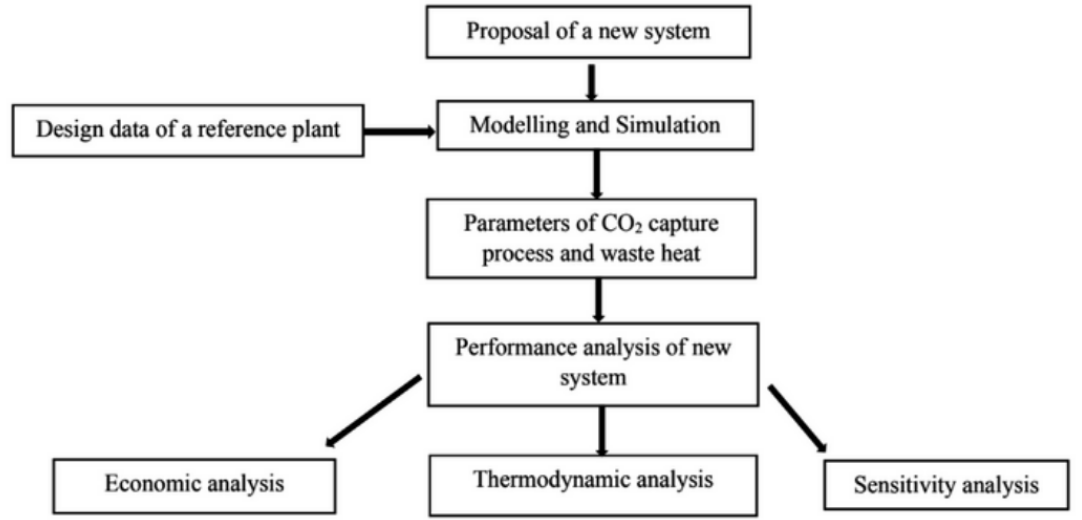 Proposal of a new system
Design data of a reference plant
Modelling and Simulation
Parameters of CO₂ capture
process and waste heat
Performance analysis of new
system
Economic analysis
Thermodynamic analysis
Sensitivity analysis